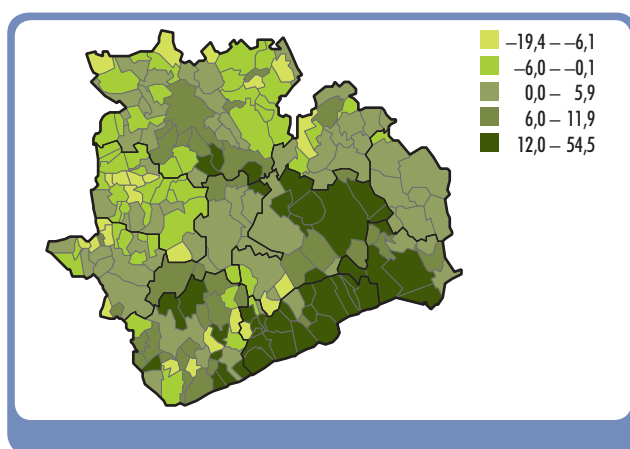 –19,4 – –6,1
–6,0 – –0,1
0,0 – 5,9
6,0 – 11,9
12,0 – 54,5